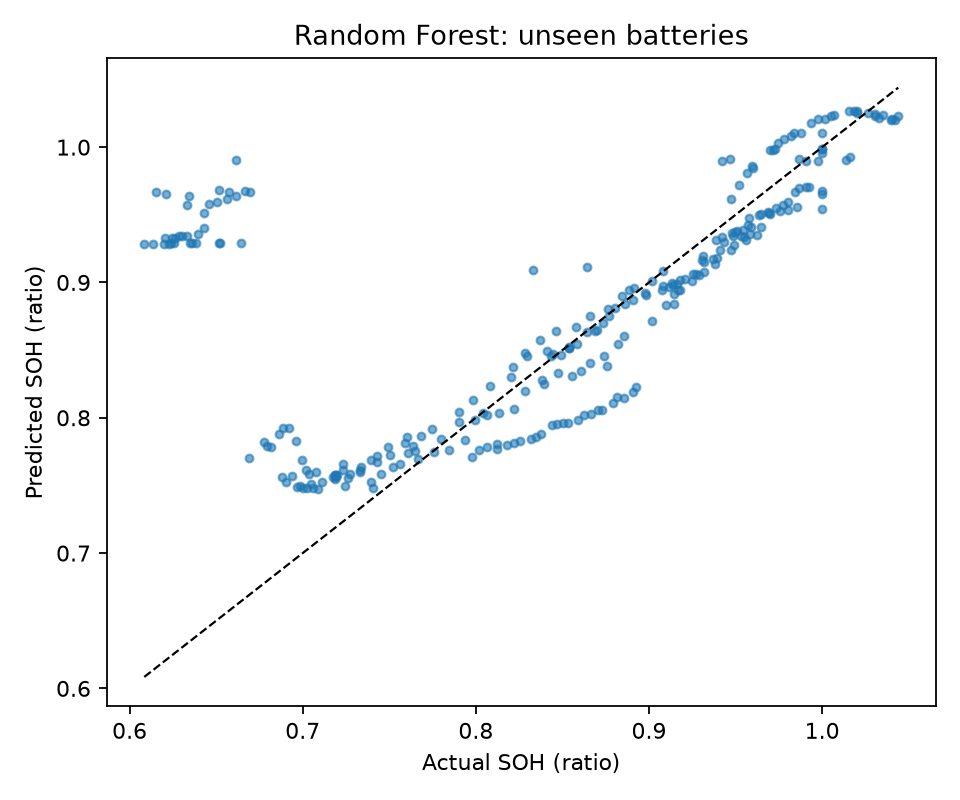 Random Forest: unseen batteries
Predicted SOH (ratio)
1.0
0.9
0.8
0.7
0.6
0.6 0.7 0.8 0.9 1.0
Actual SOH (ratio)